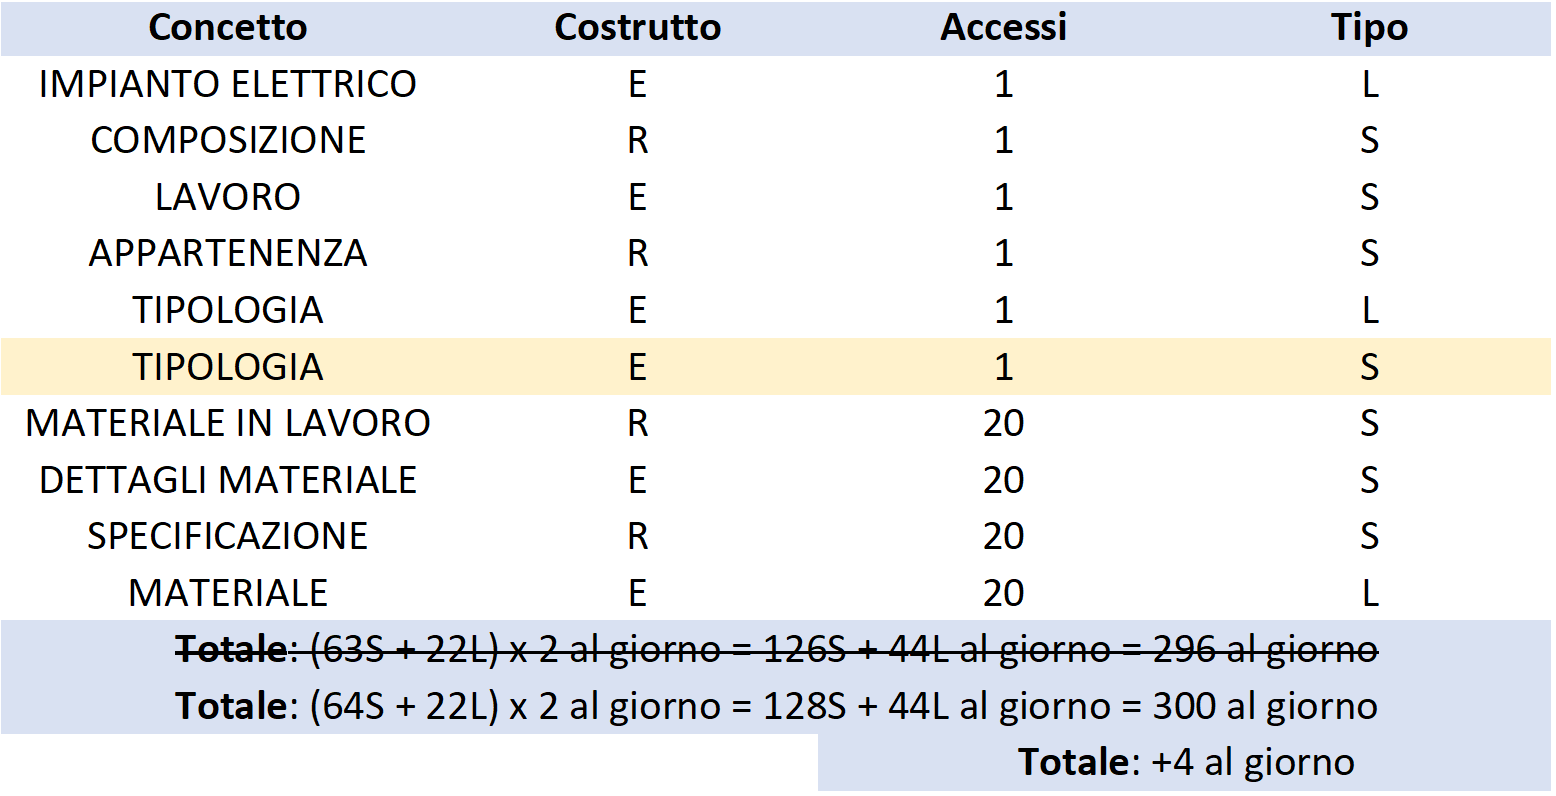 Concetto Costrutto Accessi Tipo
IMPIANTO ELETTRICO E 1 L
COMPOSIZIONE R 1 S
LAVORO E 1 S
APPARTENENZA R 1 S
TIPOLOGIA E 1 L
TIPOLOGIA E 1 S
MATERIALE IN LAVORO R 20 S
DETTAGLI MATERIALE E 20 S
SPECIFICAZIONE R 20 S
MATERIALE E 20 L
Totale: (63S + 22L) x 2 al giorno = 126S + 44L al giorno = 296 al giorno
Totale: (64S + 22L) x 2 al giorno = 128S + 44L al giorno = 300 al giorno
Totale: +4 al giorno